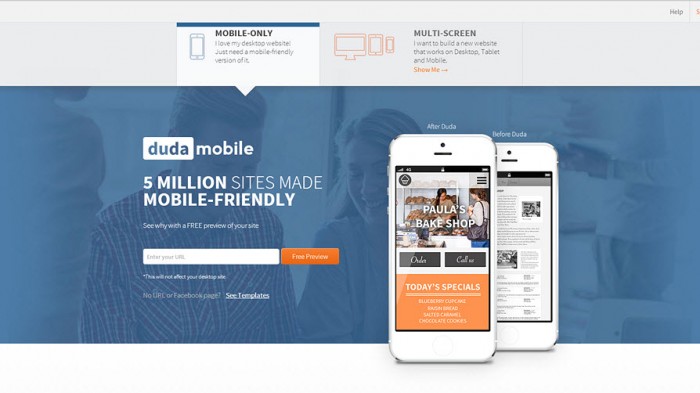 Help
MOBILE-ONLY
I love my desktop website!
Just need a mobile-friendly
version of it.
MULTI-SCREEN
I want to build a new website
that works on Desktop, Tablet
and Mobile.
Show Me
duda mobile
5 MILLION SITES MADE
MOBILE-FRIENDLY
See why with a FREE preview of your site
Enter your URL
Free Preview
*This will not affect your desktop site.
No URL or Facebook page? See Templates
After Duda
Before Duda
PAULA'S
BAKE SHOP
Order
Call us
TODAY'S SPECIALS
BLUEBERRY CUPCAKE
RAISIN BREAD
SALTED CARAMEL
CHOCOLATE COOKIES